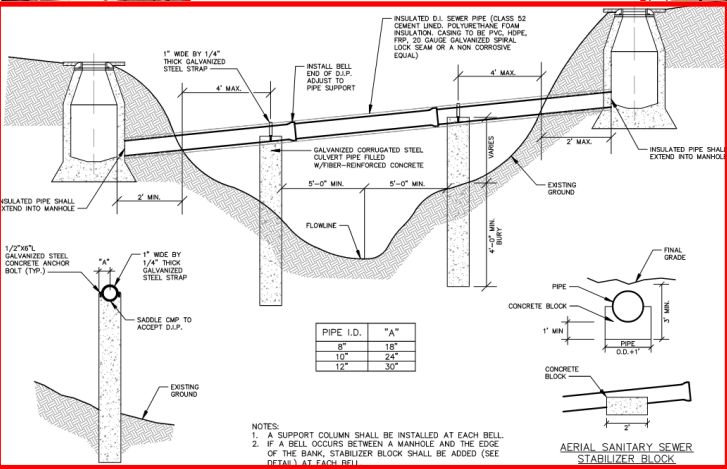 INSULATED D.I. SEWER PIPE (CLASS 52
CEMENT LINED. POLYURETHANE FOAM
INSULATION. CASING TO BE PVC, HDPE,
FRP, 20 GAUGE GALVANIZED SPIRAL
LOCK SEAM OR A NON CORROSIVE
EQUAL)
1" WIDE BY 1/4"
THICK GALVANIZED
STEEL STRAP
INSTALL BELL
END OF D.I.P.
ADJUST TO
PIPE SUPPORT
4' MAX.
4' MAX.
GALVANIZED CORRUGATED STEEL
CULVERT PIPE FILLED
W/FIBER-REINFORCED CONCRETE
VARIES
2' MAX.
INSULATED PIPE SHAL
EXTEND INTO MANHOLE
NSULATED PIPE SHALL
XTEND INTO MANHOLE
2' MIN.
5'-0" MIN.
5'-0" MIN.
EXISTING
GROUND
FLOWLINE
4'-0" MIN.
BURY
1/2"X6"L
GALVANIZED STEEL
CONCRETE ANCHOR
BOLT (TYP.)
"A"
1" WIDE BY
1/4" THICK
GALVANIZED
STEEL STRAP
SADDLE CMP TO
ACCEPT D.I.P.
EXISTING
GROUND
PIPE I.D. "A"
8" 18"
10" 24"
12" 30"
FINAL
GRADE
PIPE
CONCRETE BLOCK
1' MIN
3' MIN.
PIPE
O.D.+1'
CONCRETE
BLOCK
2'
NOTES:
1. A SUPPORT COLUMN SHALL BE INSTALLED AT EACH BELL.
2. IF A BELL OCCURS BETWEEN A MANHOLE AND THE EDGE
OF THE BANK, STABILIZER BLOCK SHALL BE ADDED (SEE
DETAIL) AT EACH BELL.
AERIAL SANITARY SEWER
STABILIZER BLOCK